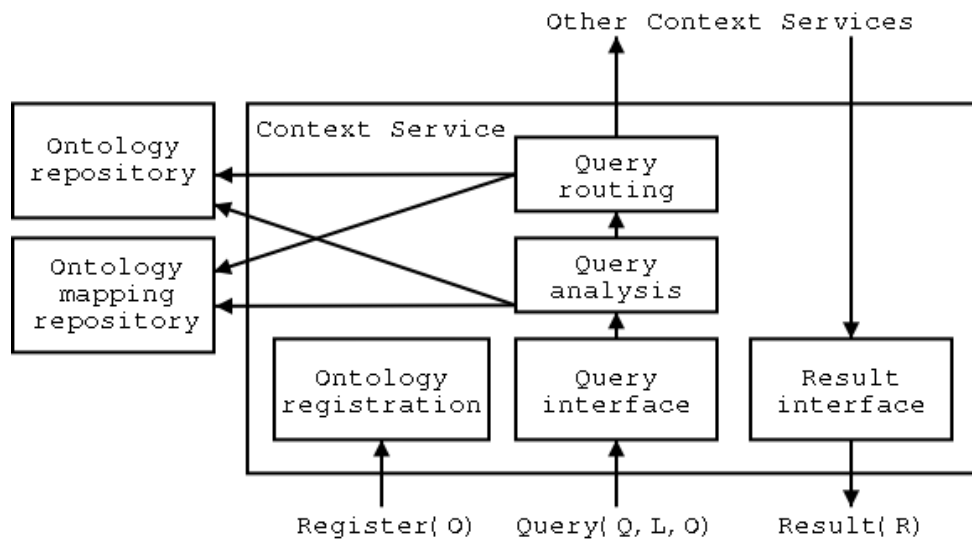 Other Context Services
Context Service
Ontology
repository
Query
routing
Ontology
mapping
repository
Query
analysis
Ontology
registration
Query
interface
Result
interface
Register( O)
Query( Q, L, O)
Result( R)